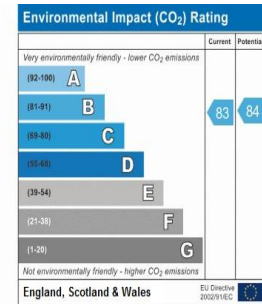 Environmental Impact (CO₂) Rating
Current Potential
Very environmentally friendly - lower CO₂ emissions
(92-100) A
(81-91) B 83 84
(69-80) C
(55-68) D
(39-54) E
(21-38) F
(1-20) G
Not environmentally friendly - higher CO₂ emissions
England, Scotland & Wales
EU Directive
2002/91/EC